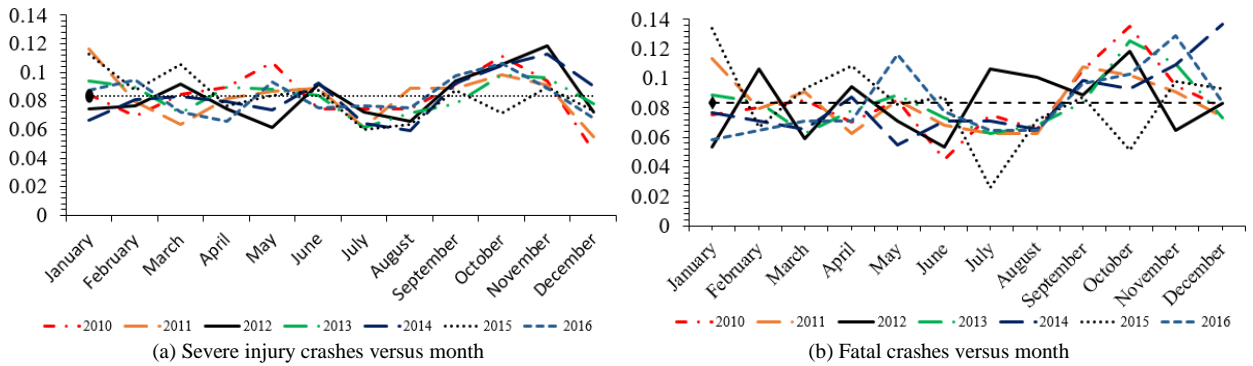 0.14
0.12
0.1
0.08
0.06
0.04
0.02
0
January
February
March
April
May
June
July
August
September
October
November
December
2010
2011
2012
2013
2014
2015
2016
(a) Severe injury crashes versus month
0.14
0.12
0.1
0.08
0.06
0.04
0.02
0
January
February
March
April
May
June
July
August
September
October
November
December
2010
2011
2012
2013
2014
2015
2016
(b) Fatal crashes versus month